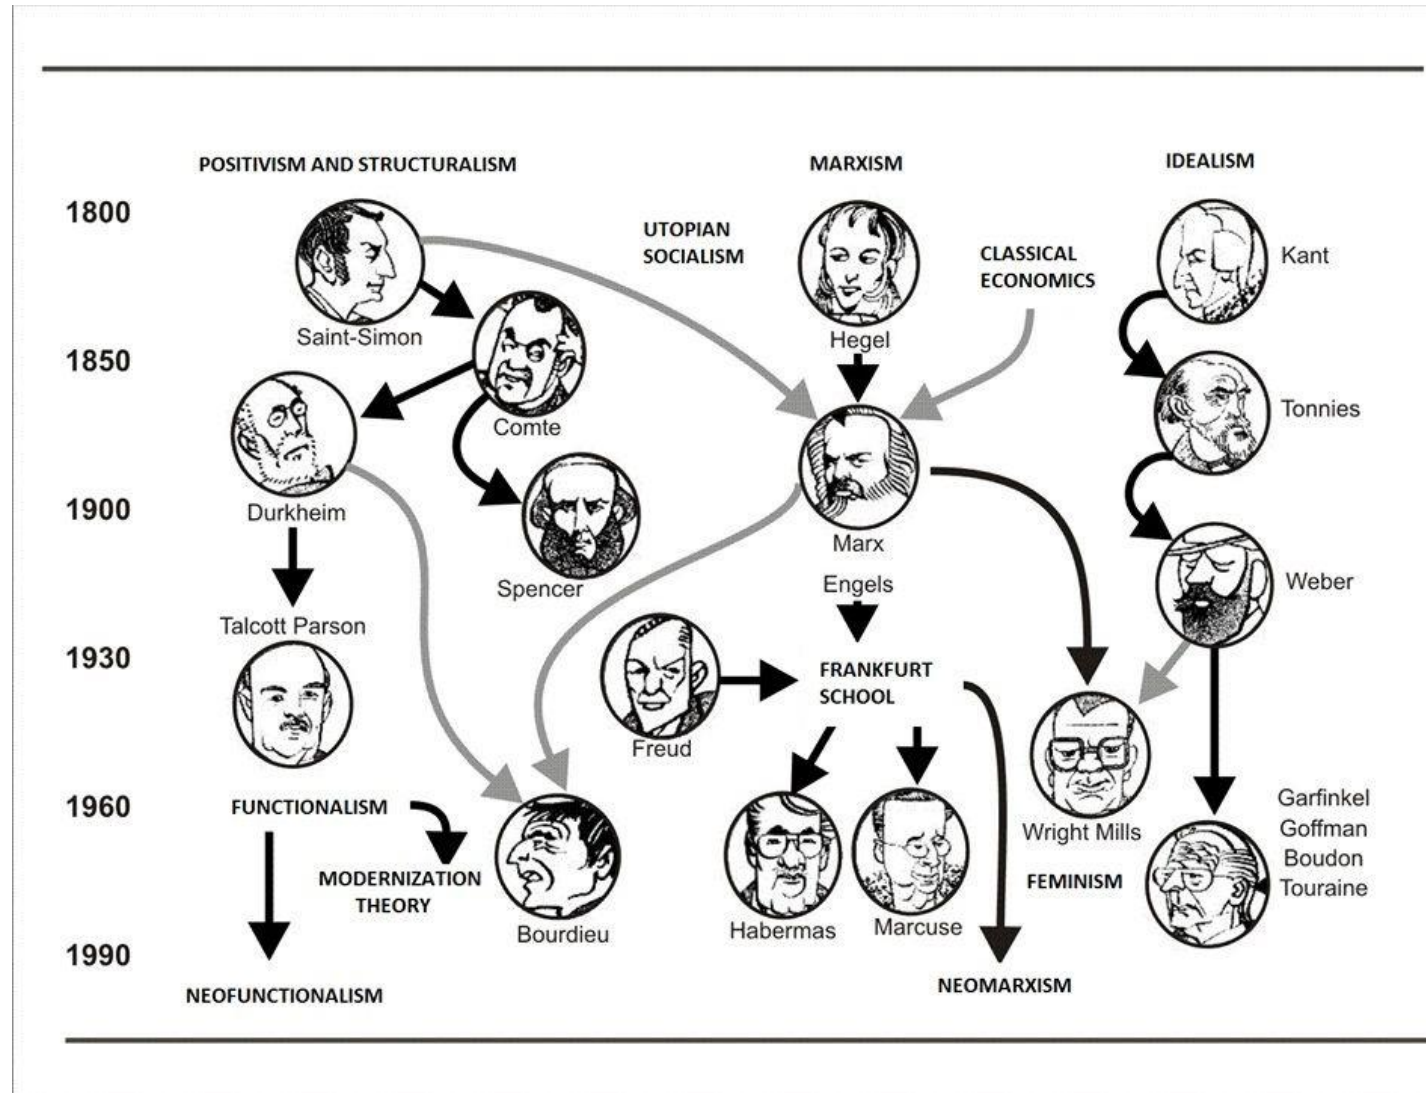 POSITIVISM AND STRUCTURALISM
MARXISM
IDEALISM
1800
UTOPIAN
SOCIALISM
CLASSICAL
ECONOMICS
Kant
Saint-Simon
Hegel
1850
Tonnies
Comte
1900
Durkheim
Marx
Spencer
Engels
Weber
Talcott Parson
1930
FRANKFURT
SCHOOL
Freud
1960
FUNCTIONALISM
Wright Mills
Garfinkel
Goffman
Boudon
Touraine
MODERNIZATION
THEORY
FEMINISM
Bourdieu
Habermas
Marcuse
1990
NEOFUNCTIONALISM
NEOMARXISM